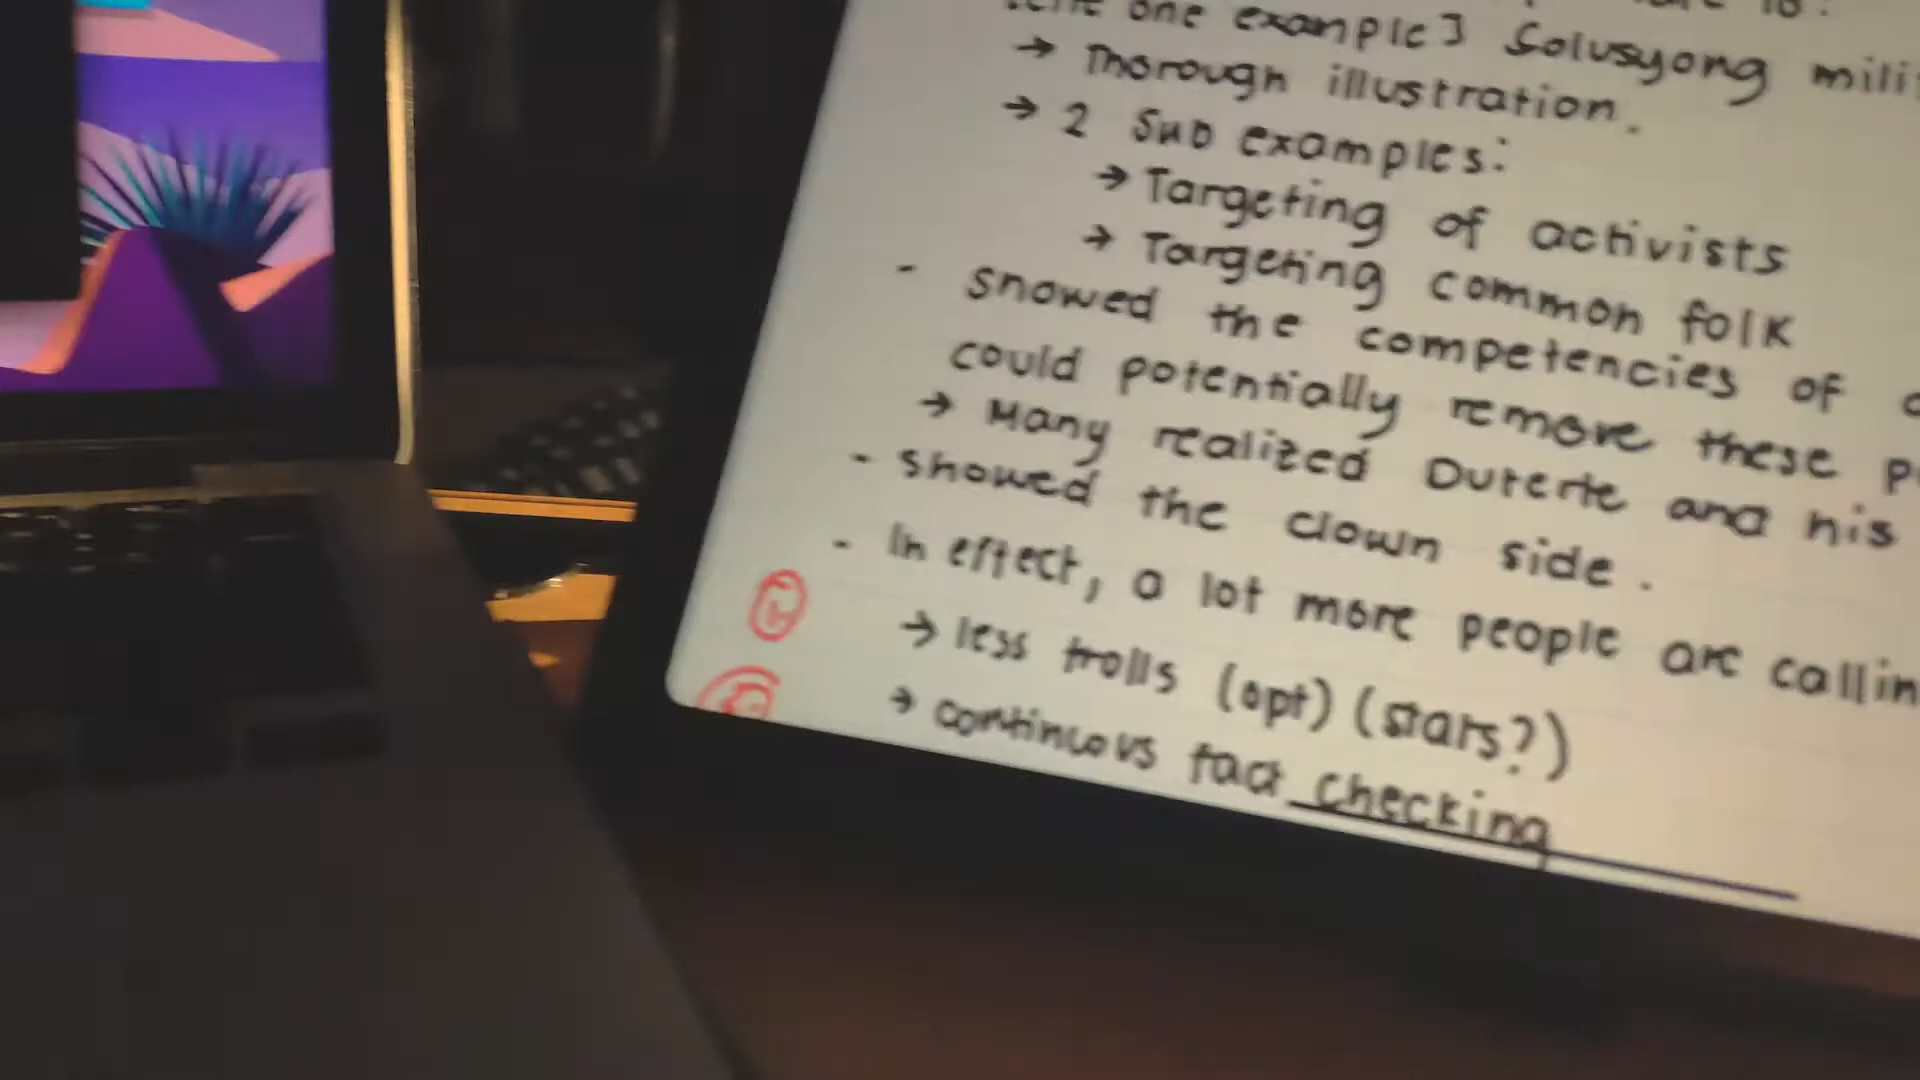 one example] Solusyong
→ Thorough illustration.
→ 2 Sub examples:
→ Targeting of activists
→ Targeting common folk
- showed the competencies of
could potentially remove these
→ Many realized Duterte and his
- showed the clown side.
- In effect, a lot more people are
→ less trolls (opt) (stars?)
→ continuous fact checking